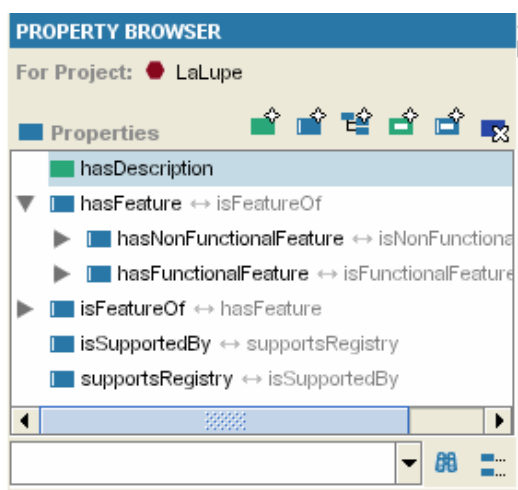 PROPERTY BROWSER
For Project: LaLupe
Properties
hasDescription
hasFeature ↔ isFeatureOf
hasNonFunctionalFeature ↔ isNonFunctiona
hasFunctionalFeature ↔ isFunctionalFeature
isFeatureOf ↔ hasFeature
isSupportedBy ↔ supportsRegistry
supportsRegistry ↔ isSupportedBy